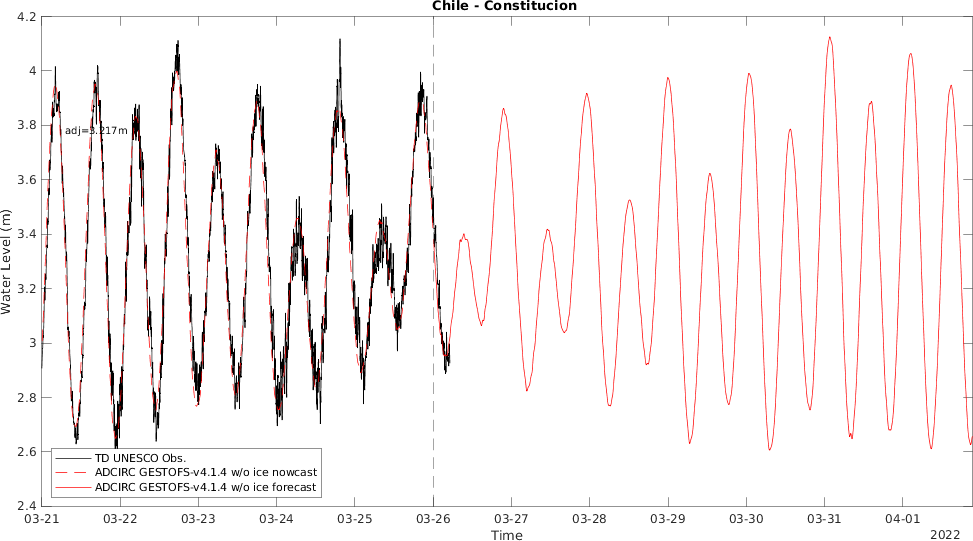 Chile - Constitucion
4.2
4
3.8
3.6
3.4
3.2
3
2.8
2.6
2.4
Water Level (m)
adj=3.217m
TD UNESCO Obs.
ADCIRC GESTOFS-v4.1.4 w/o ice nowcast
ADCIRC GESTOFS-v4.1.4 w/o ice forecast
03-21 03-22 03-23 03-24 03-25 03-26 03-27 03-28 03-29 03-30 03-31 04-01
Time
2022